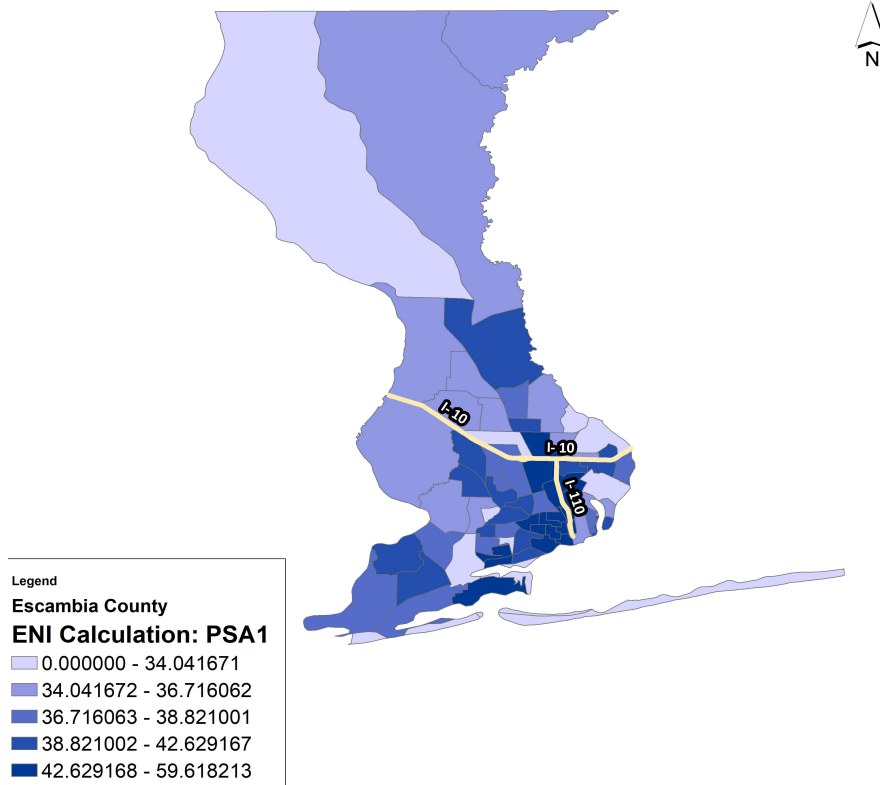 N
I- 10
I- 10
I- 110
Legend
Escambia County
ENI Calculation: PSA1
0.000000 - 34.041671
34.041672 - 36.716062
36.716063 - 38.821001
38.821002 - 42.629167
42.629168 - 59.618213